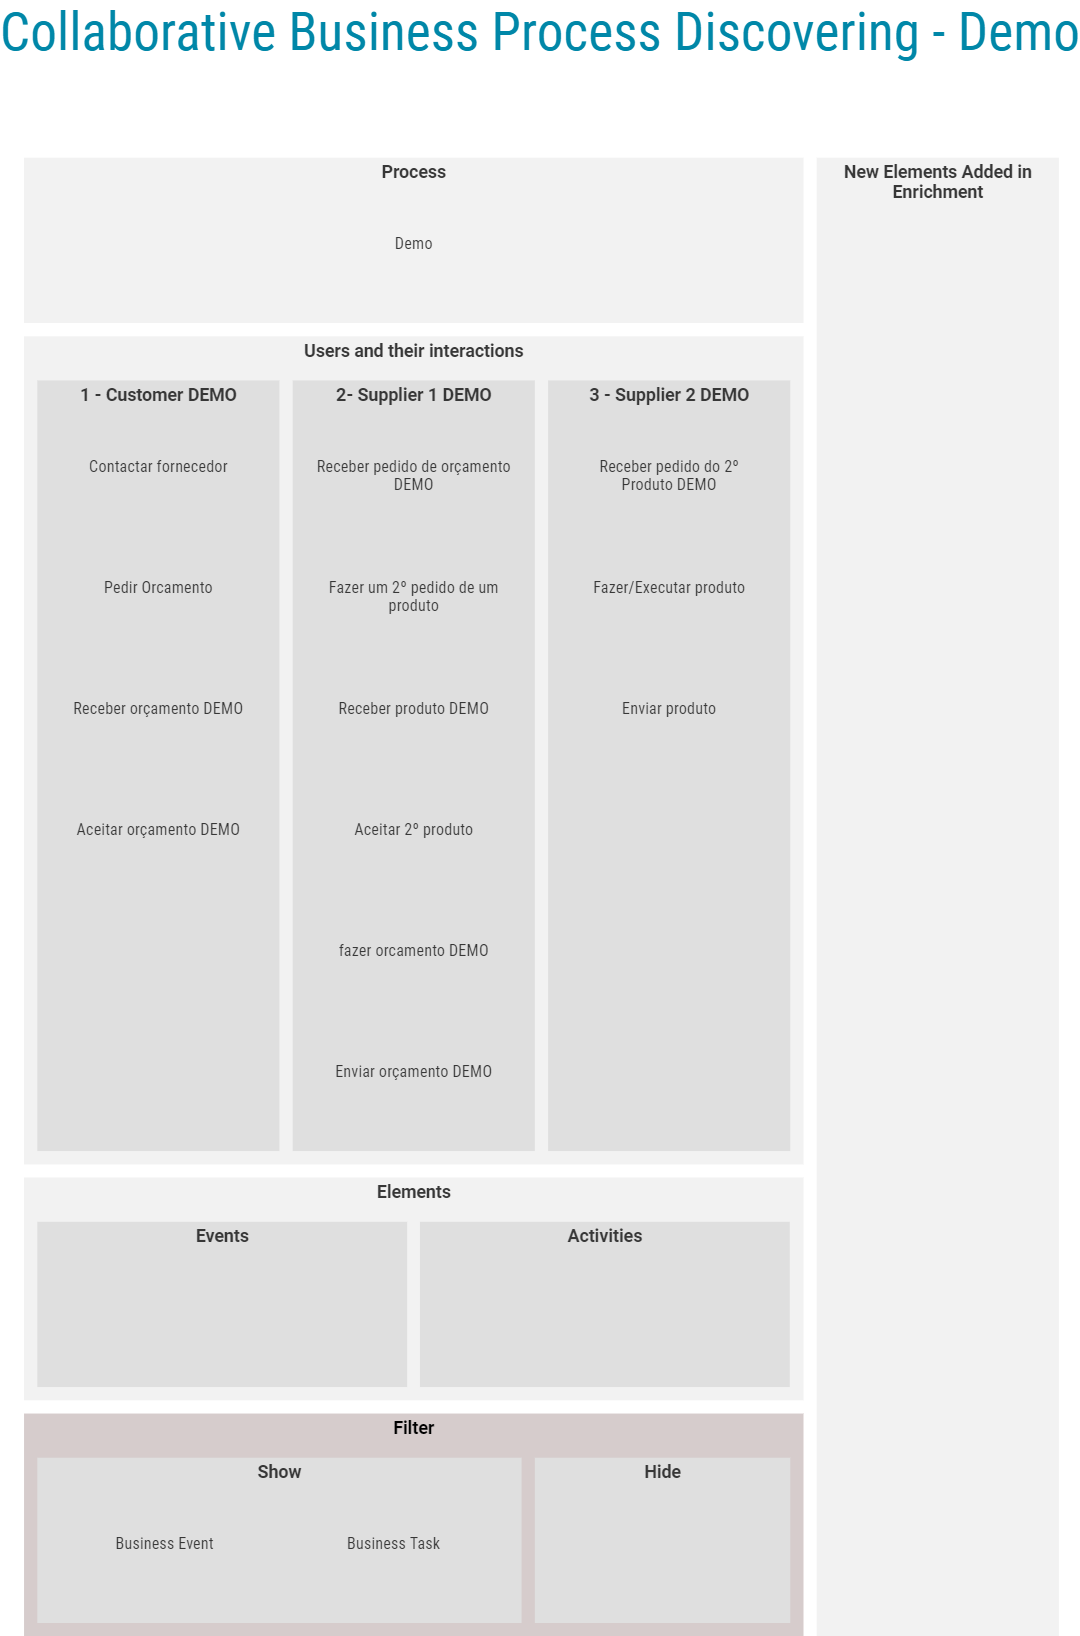 Collaborative Business Process Discovering - Demo
Process
Demo
New Elements Added in
Enrichment
Users and their interactions
1 - Customer DEMO
Contactar fornecedor
Pedir Orcamento
Receber orçamento DEMO
Aceitar orçamento DEMO
2- Supplier 1 DEMO
Receber pedido de orçamento
DEMO
Fazer um 2º pedido de um
produto
Receber produto DEMO
Aceitar 2º produto
fazer orcamento DEMO
Enviar orçamento DEMO
3 - Supplier 2 DEMO
Receber pedido do 2º
Produto DEMO
Fazer/Executar produto
Enviar produto
Elements
Events
Activities
Filter
Show
Business Event
Business Task
Hide